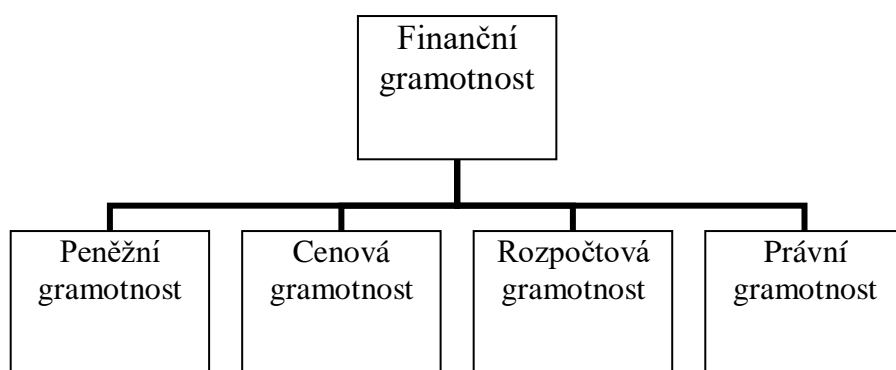 Finanční
gramotnost
Peněžní
gramotnost
Cenová
gramotnost
Rozpočtová
gramotnost
Právní
gramotnost